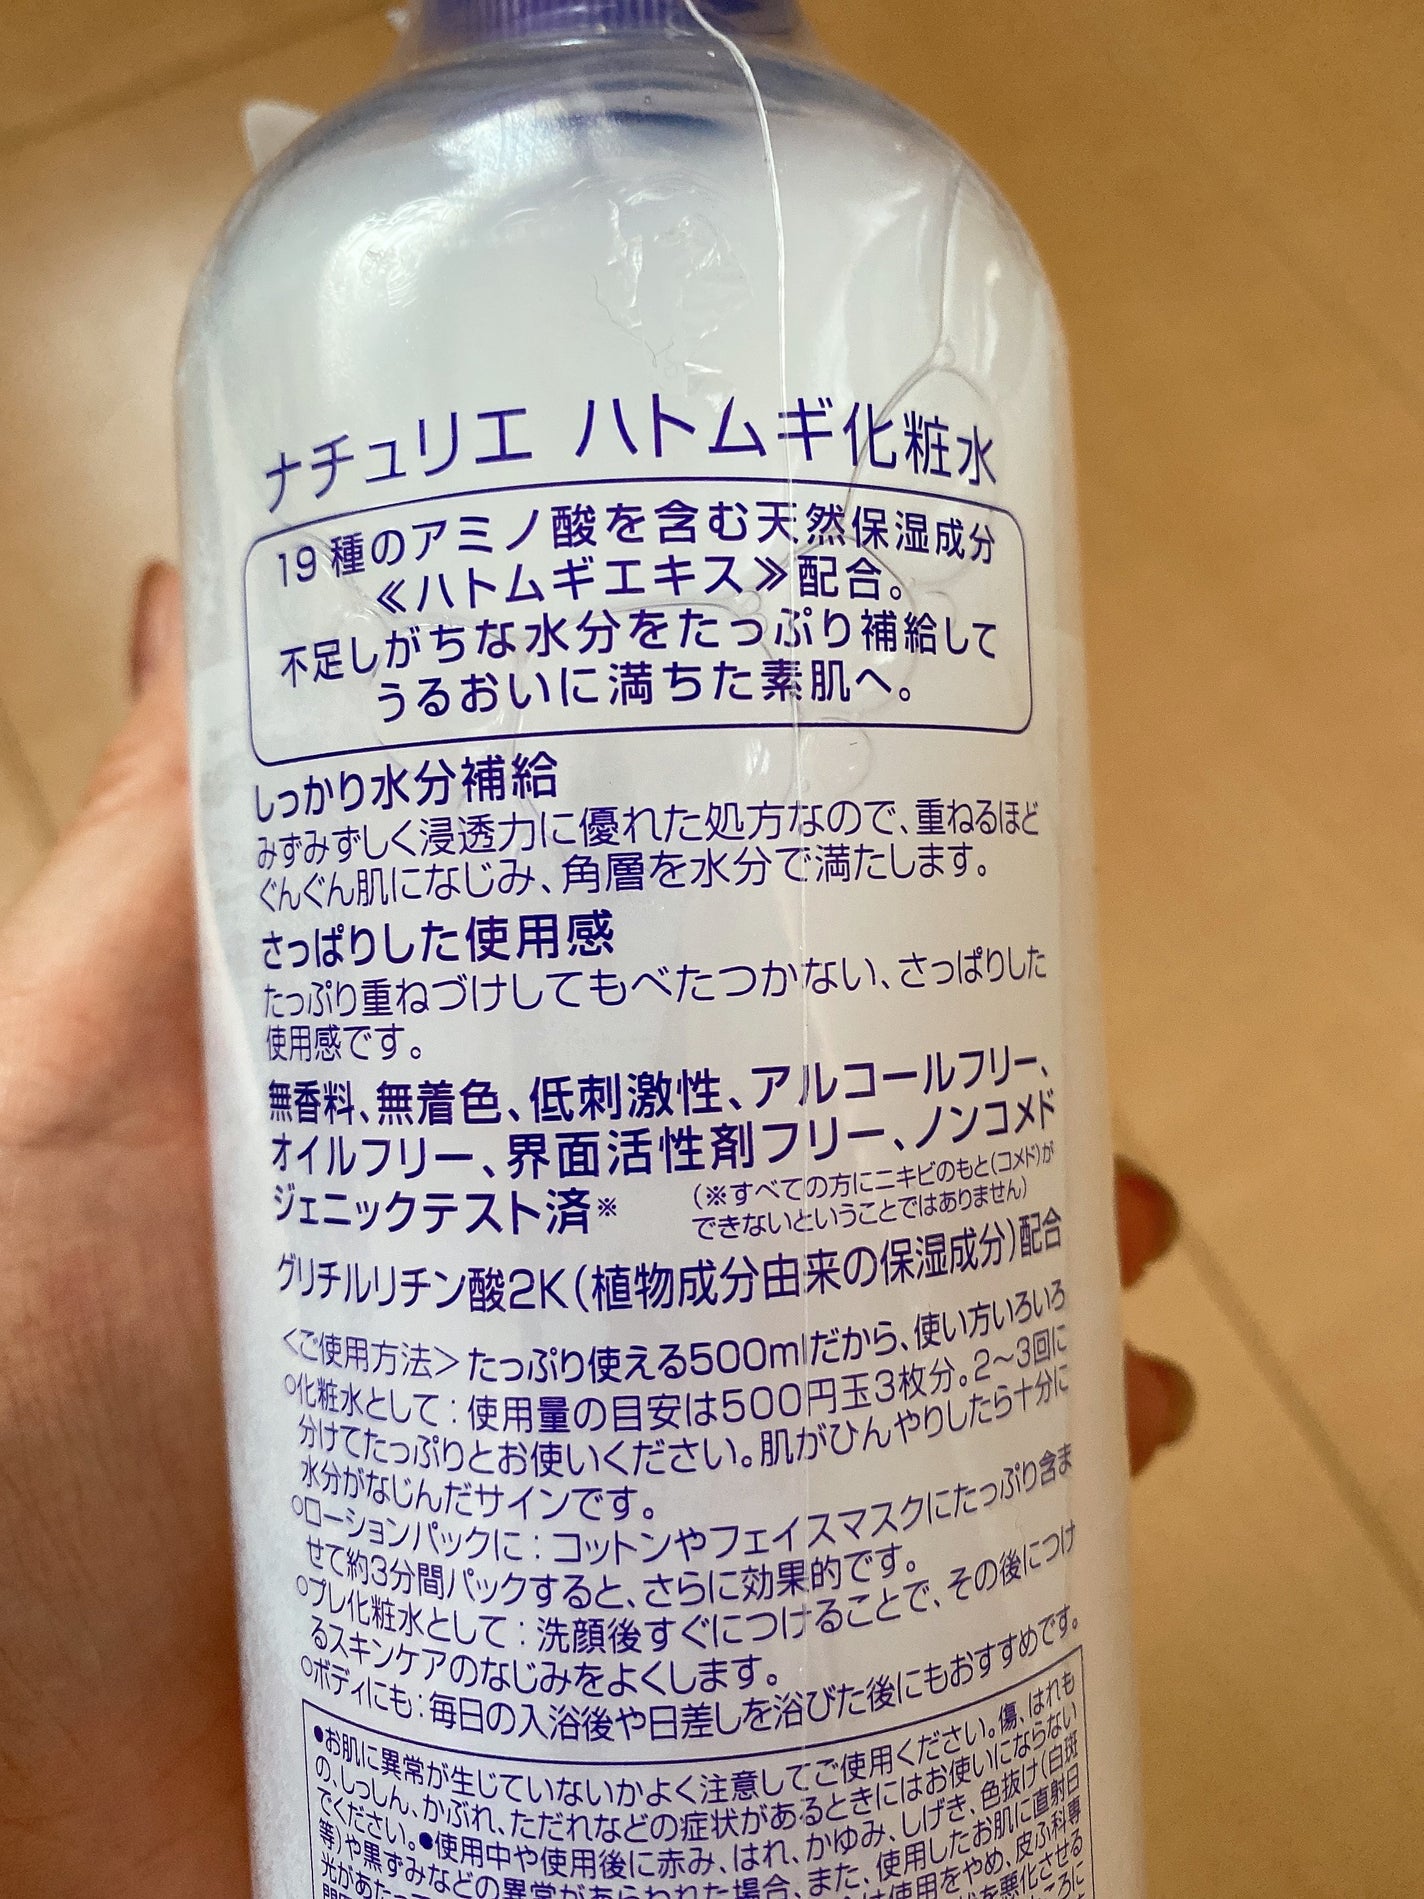 ナチュリエ ハトムギ化粧水
19種のアミノ酸を含む天然保湿成分
≪ハトムギエキス≫配合。
不足しがちな水分をたっぷり補給して
うるおいに満ちた素肌へ。
しっかり水分補給
みずみずしく浸透力に優れた処方なので、重ねるほど
ぐんぐん肌になじみ、角層を水分で満たします。
さっぱりした使用感
たっぷり重ねづけしてもべたつかない、さっぱりした
使用感です。
無香料、無着色、低刺激性、アルコールフリー、
オイルフリー、界面活性剤フリー、ノンコメド
ジェニックテスト済※
(※すべての方にニキビのもと(コメド)が
できないということではありません)
グリチルリチン酸2K(植物成分由来の保湿成分)配合
＜ご使用方法＞たっぷり使える500mlだから、使い方いろいろ
○化粧水として：使用量の目安は500円玉3枚分。2～3回に
分けてたっぷりとお使いください。肌がひんやりしたら十分に
水分がなじんだサインです。
○ローションパックに：コットンやフェイスマスクにたっぷり含ま
せて約3分間パックすると、さらに効果的です。
○プレ化粧水として：洗顔後すぐにつけることで、その後につけ
るスキンケアのなじみをよくします。
○ボディにも：毎日の入浴後や日差しを浴びた後にもおすすめです。
●お肌に異常が生じていないかよく注意してご使用ください。傷、はれも
の、しっしん、かぶれ、ただれなどの症状があるときにはお使いにならない
でください。●使用中や使用後に赤み、はれ、かゆみ、しげき、色抜け(白斑
等)や黒ずみなどの異常があらわれた場合、また、使用したお肌に直射日
光があたって
は使用をやめ、皮ふ科専
を悪化させる